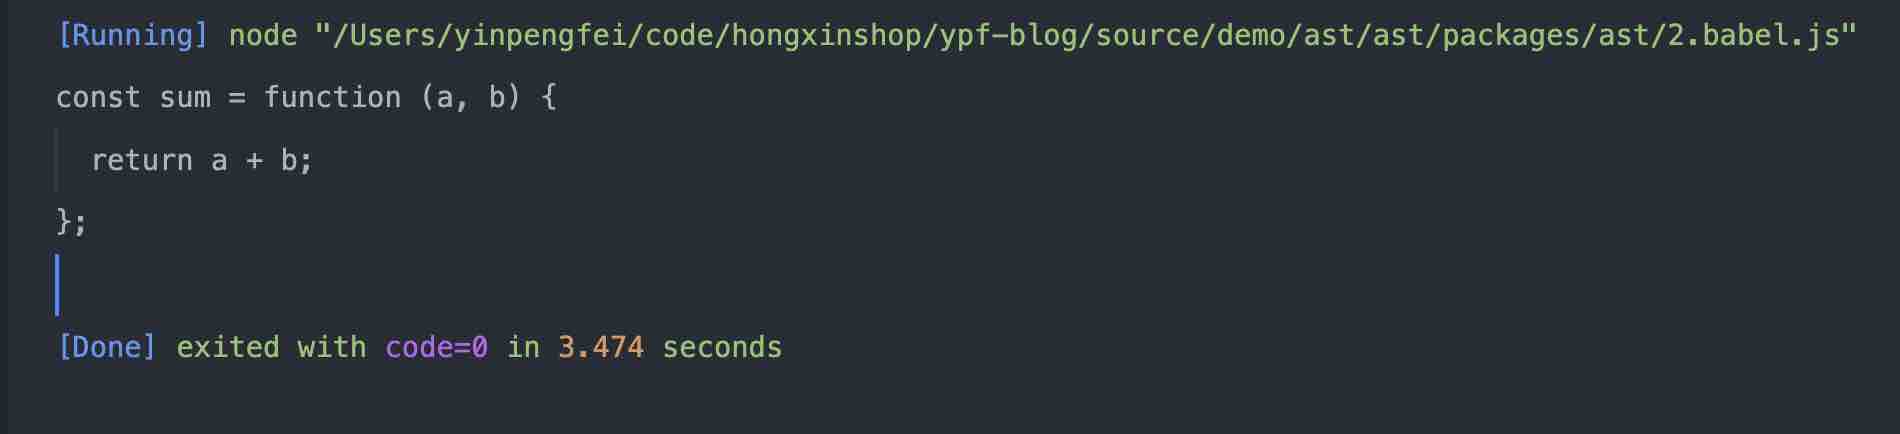 [Running] node "/Users/yinpengfei/code/hongxinshop/ypf-blog/source/demo/ast/ast/packages/ast/2.babel.js"
const sum = function (a, b) {
  return a + b;
};
[Done] exited with code=0 in 3.474 seconds